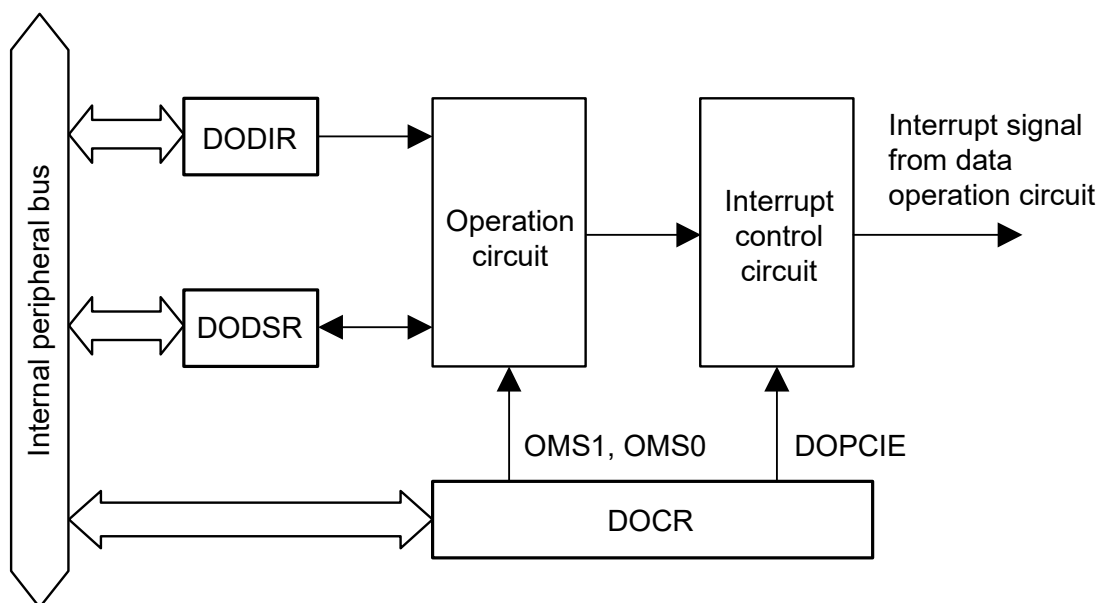 Internal peripheral bus
DODIR
DODSR
Operation
circuit
Interrupt
control
circuit
Interrupt signal
from data
operation circuit
OMS1, OMS0
DOPCIE
DOCR